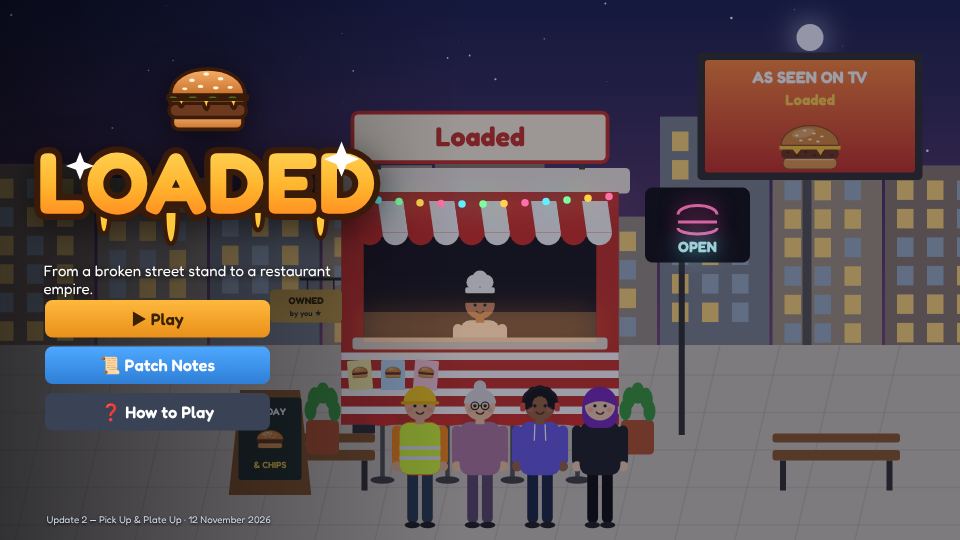 LOADED
From a broken street stand to a restaurant
empire.
▶ Play
📜 Patch Notes
❓ How to Play
Update 2 — Pick Up & Plate Up · 12 November 2026
Loaded
OWNED
by you ★
& CHIPS
AS SEEN ON TV
Loaded
OPEN